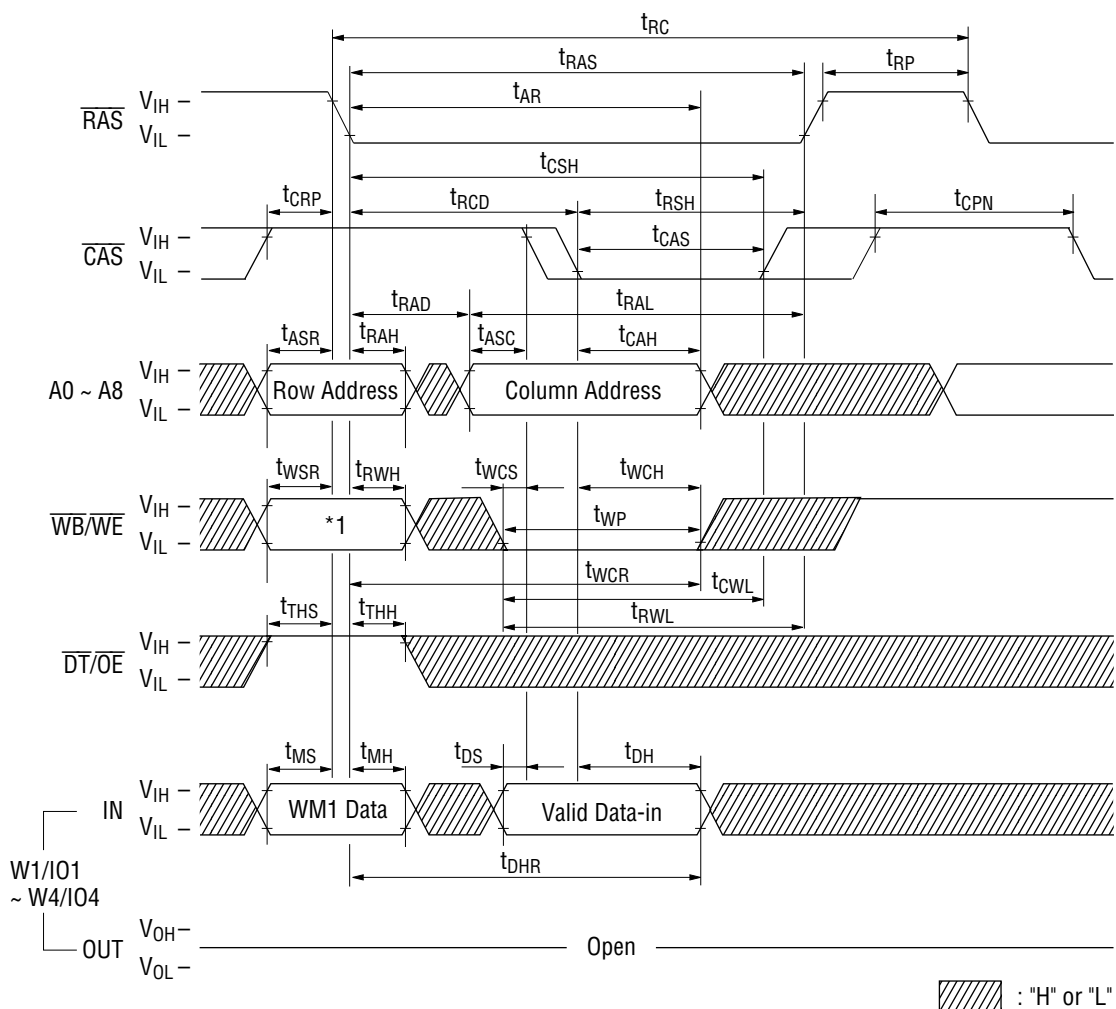 tRC
tRAS
tRP
tAR
RAS
VIH –
VIL –
tCSH
tCRP
tRCD
tRSH
tCPN
tCAS
CAS
VIH –
VIL –
tRAD
tRAL
tASR
tRAH
tASC
tCAH
A0 ~ A8
VIH –
VIL –
Row Address
Column Address
tWSR
tRWH
tWCS
tWCH
WB/WE
VIH –
VIL –
*1
tWP
tWCR
tCWL
tRWL
tTHS
tTHH
DT/OE
VIH –
VIL –
tMS
tMH
tDS
tDH
IN
VIH –
VIL –
WM1 Data
Valid Data-in
tDHR
W1/IO1
~ W4/IO4
OUT
VOH –
VOL –
Open
: "H" or "L"